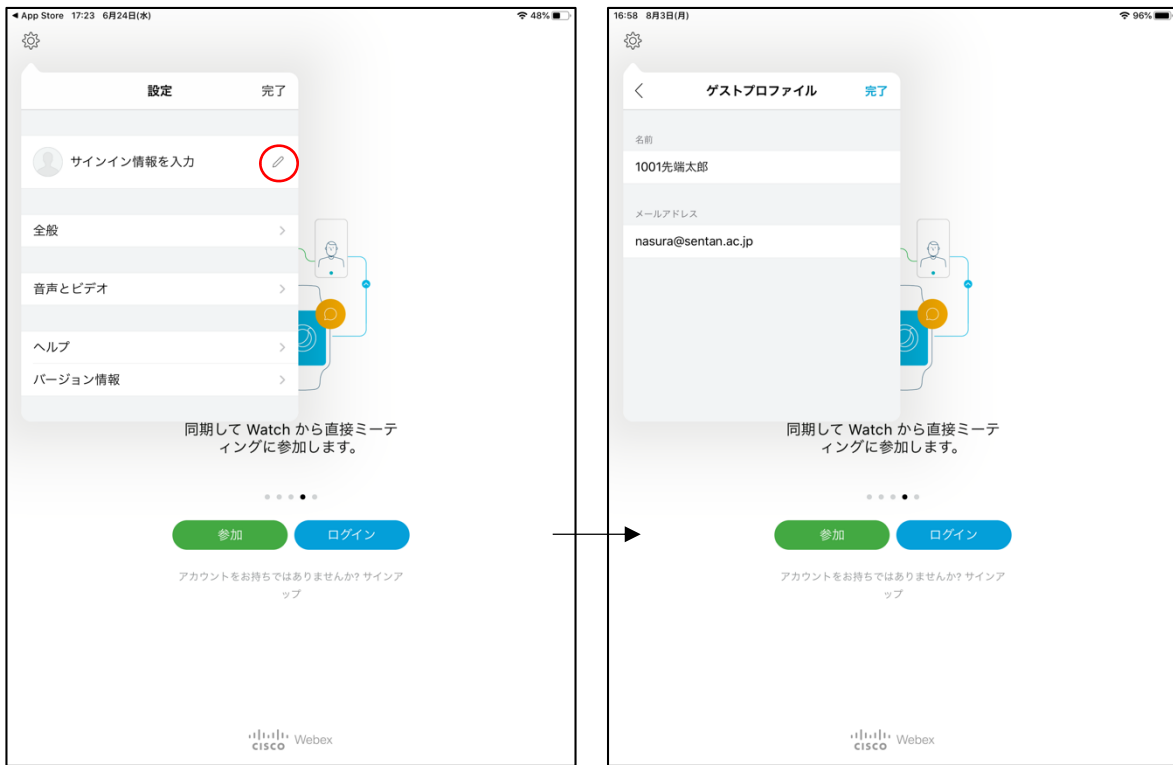 App Store 17:23 6月24日(水) 48%
設定 完了
サインイン情報を入力
全般
音声とビデオ
ヘルプ
バージョン情報
同期して Watch から直接ミーテ
ィングに参加します。
参加 ログイン
アカウントをお持ちではありませんか? サインア
ップ
CISCO Webex
16:58 8月3日(月) 96%
ゲストプロファイル 完了
名前
1001先端太郎
メールアドレス
nasura@sentan.ac.jp
同期して Watch から直接ミーテ
ィングに参加します。
参加 ログイン
アカウントをお持ちではありませんか? サインア
ップ
CISCO Webex